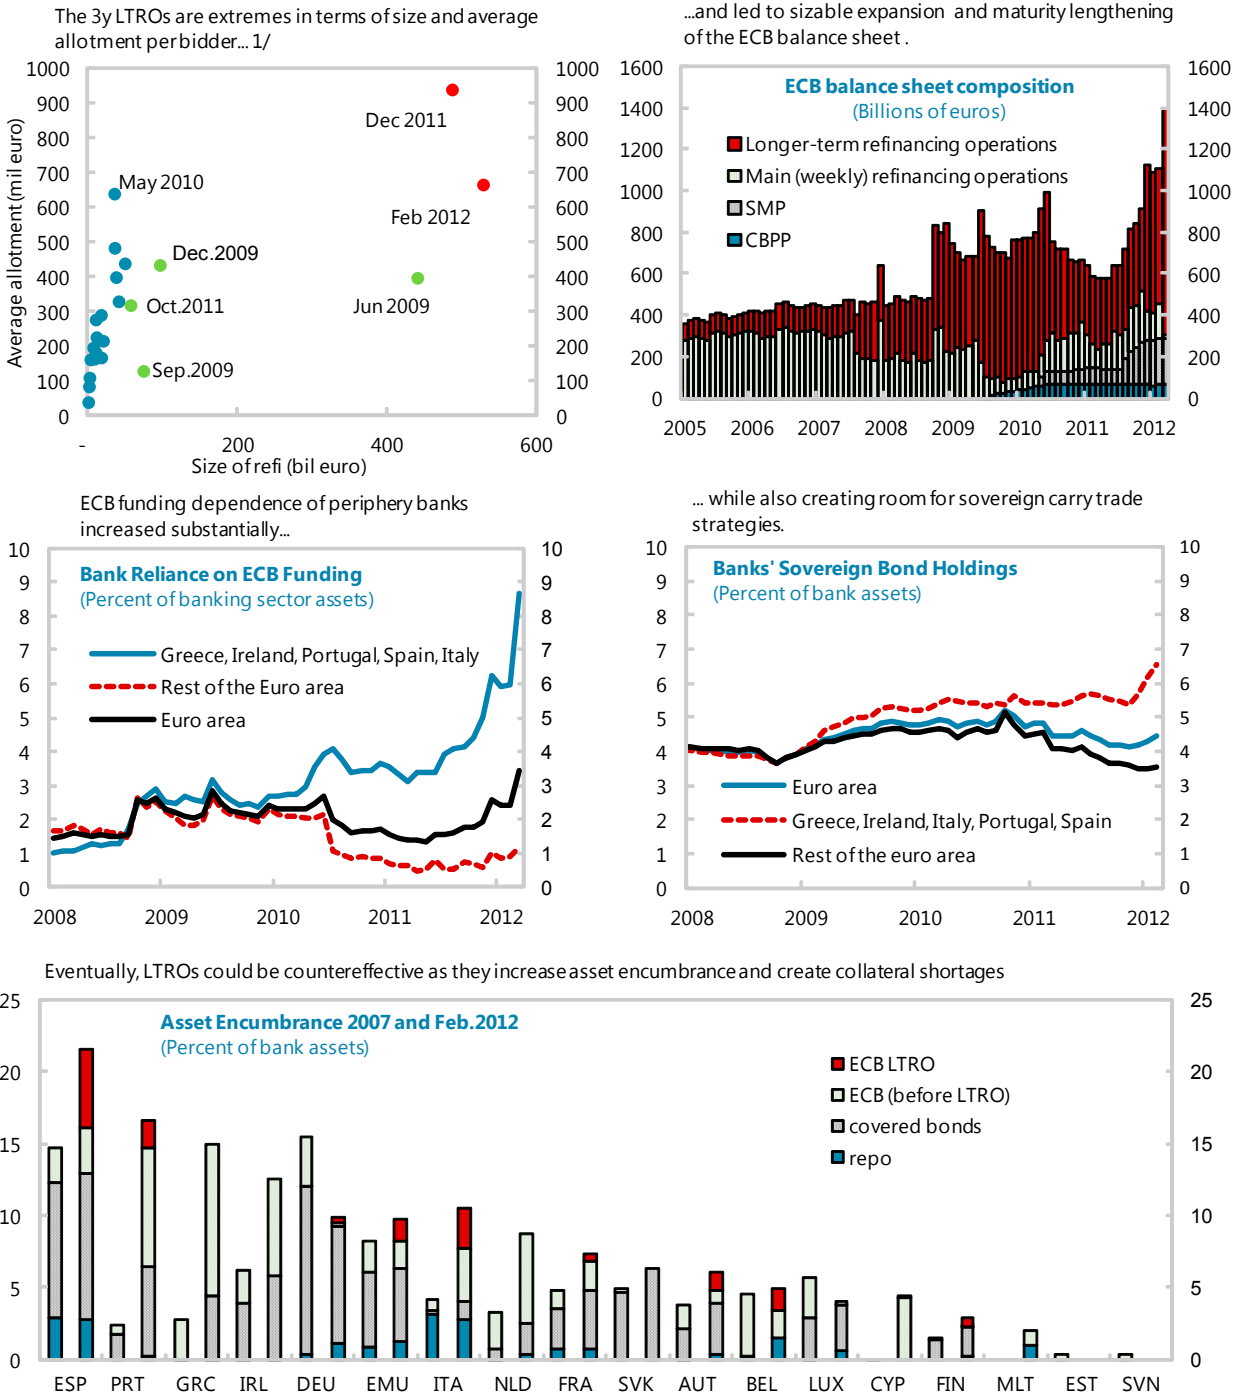 The 3y LTROs are extremes in terms of size and average
allotment per bidder... 1/
1000
900
800
700
600
500
400
300
200
100
0
Average allotment (mil euro)
1000
900
800
700
600
500
400
300
200
100
0
Dec 2011
May 2010
Feb 2012
Dec.2009
Oct.2011
Jun 2009
Sep.2009
- 200 400 600
Size of refi (bil euro)
...and led to sizable expansion and maturity lengthening
of the ECB balance sheet .
1600
1400
1200
1000
800
600
400
200
0
1600
1400
1200
1000
800
600
400
200
0
ECB balance sheet composition
(Billions of euros)
Longer-term refinancing operations
Main (weekly) refinancing operations
SMP
CBPP
2005 2006 2007 2008 2009 2010 2011 2012
ECB funding dependence of periphery banks
increased substantially...
10
9
8
7
6
5
4
3
2
1
0
10
9
8
7
6
5
4
3
2
1
0
Bank Reliance on ECB Funding
(Percent of banking sector assets)
Greece, Ireland, Portugal, Spain, Italy
Rest of the Euro area
Euro area
2008 2009 2010 2011 2012
... while also creating room for sovereign carry trade
strategies.
10
9
8
7
6
5
4
3
2
1
0
10
9
8
7
6
5
4
3
2
1
0
Banks' Sovereign Bond Holdings
(Percent of bank assets)
Euro area
Greece, Ireland, Italy, Portugal, Spain
Rest of the euro area
2008 2009 2010 2011 2012
Eventually, LTROs could be countereffective as they increase asset encumbrance and create collateral shortages
25
20
15
10
5
0
25
20
15
10
5
0
Asset Encumbrance 2007 and Feb.2012
(Percent of bank assets)
ECB LTRO
ECB (before LTRO)
covered bonds
repo
ESP PRT GRC IRL DEU EMU ITA NLD FRA SVK AUT BEL LUX CYP FIN MLT EST SVN